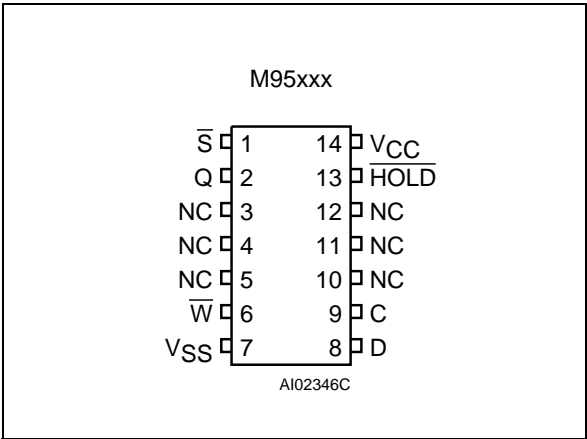 M95xxx
S̅ 1 14 VCC
Q 2 13 H̅O̅L̅D̅
NC 3 12 NC
NC 4 11 NC
NC 5 10 NC
W̅ 6 9 C
VSS 7 8 D
AI02346C